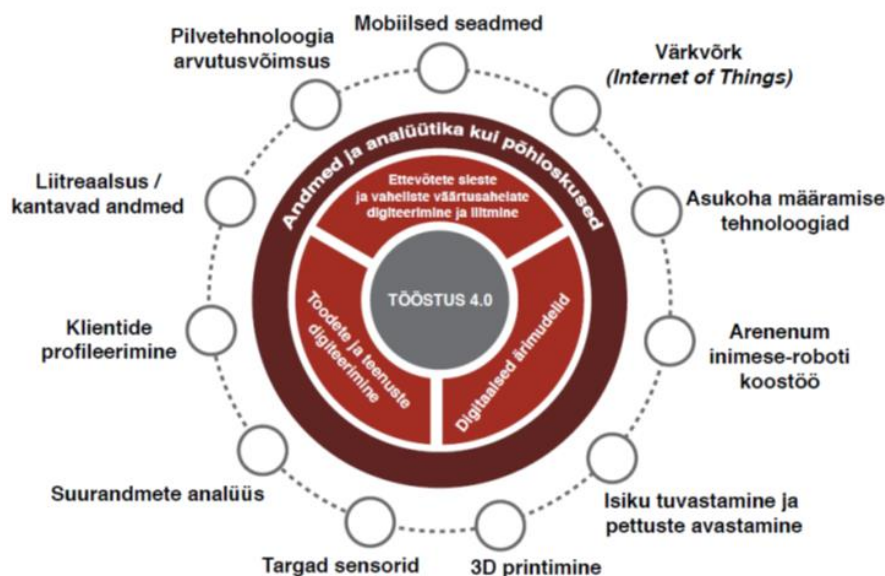 Mobiilsed seadmed
Pilvetehnoloogia
arvutusvõimsus
Värkvõrk
(Internet of Things)
Liitreaalsus /
kantavad andmed
Asukoha määramise
tehnoloogiad
Klientide
profileerimine
Arenenum
inimese-roboti
koostöö
Suurandmete analüüs
Isiku tuvastamine ja
pettuste avastamine
Targad sensorid
3D printimine
Andmed ja analüütika kui põhloskused
Ettevõtete sieste
ja vaheliste väärtusahelate
digiteerimine ja liitmine
Toodete ja teenuste
digiteerimine
Digitaalsed ärimudelid
TÖÖSTUS 4.0